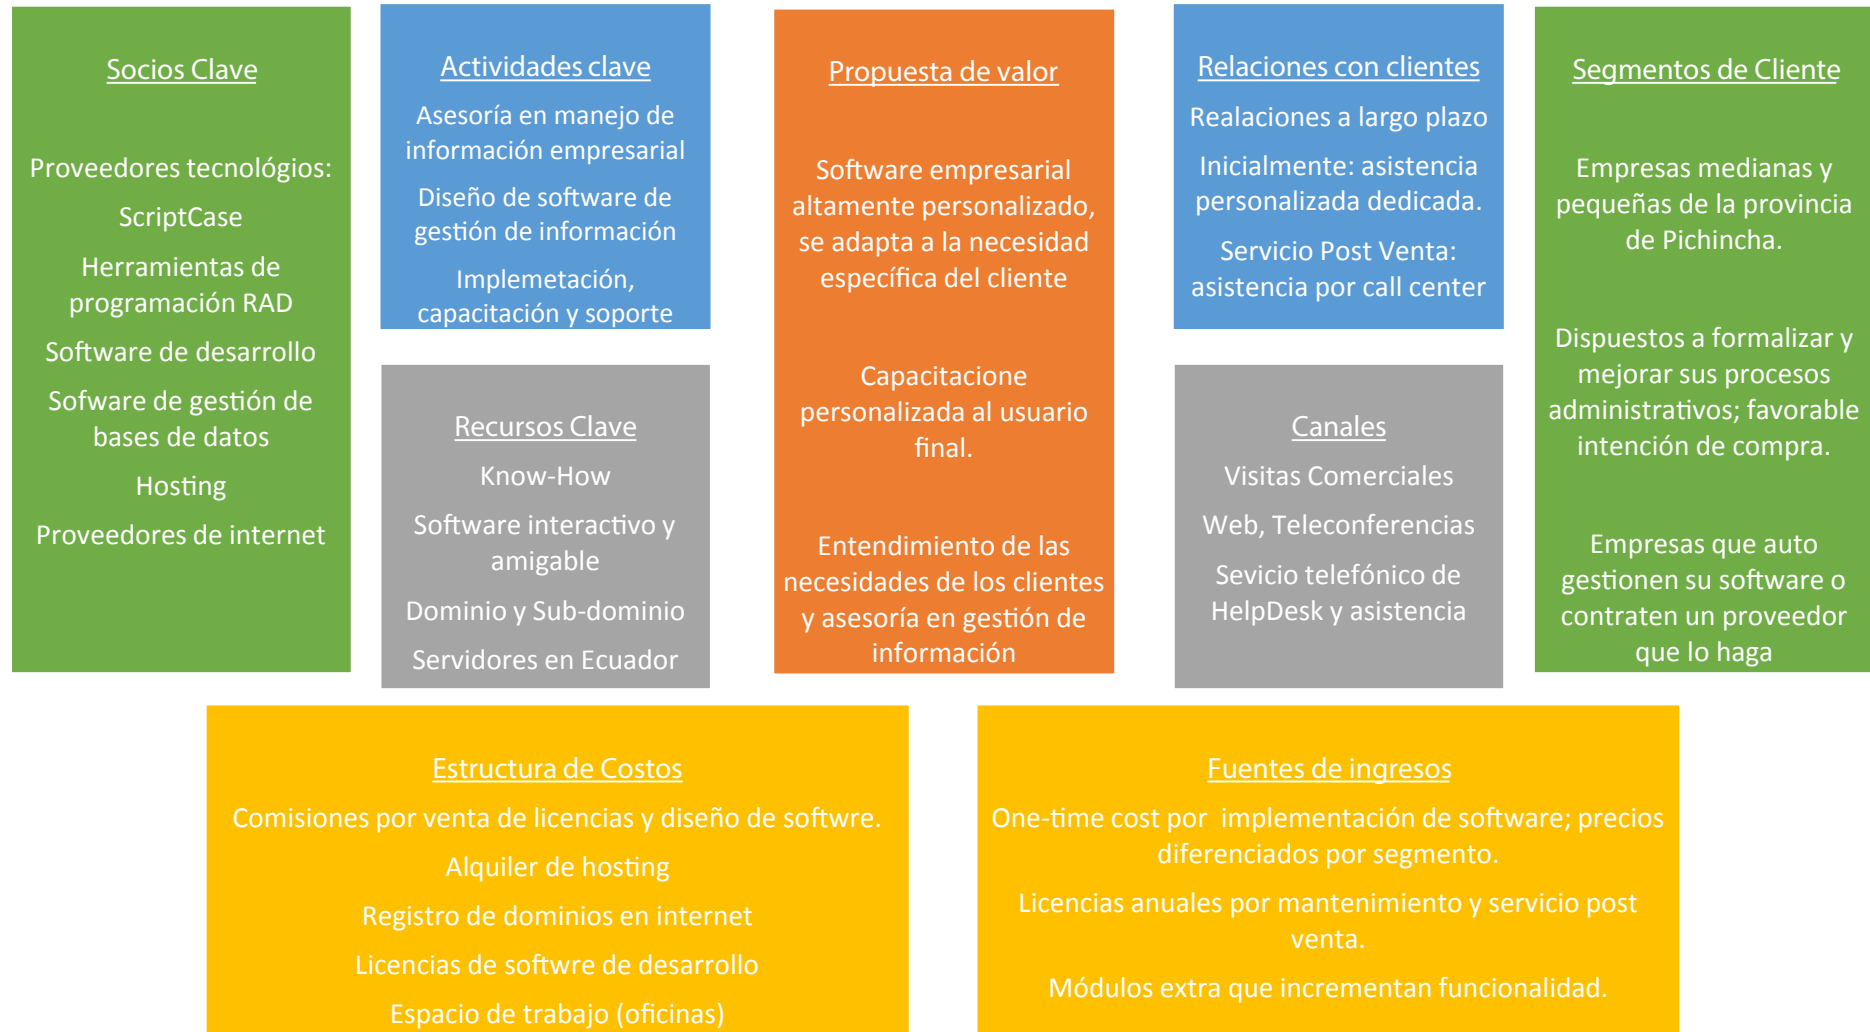 Socios Clave
Proveedores tecnológios:
ScriptCase
Herramientas de
programación RAD
Software de desarrollo
Sofware de gestión de
bases de datos
Hosting
Proveedores de internet
Actividades clave
Asesoría en manejo de
información empresarial
Diseño de software de
gestión de información
Implemetación,
capacitación y soporte
Recursos Clave
Know-How
Software interactivo y
amigable
Dominio y Sub-dominio
Servidores en Ecuador
Propuesta de valor
Software empresarial
altamente personalizado,
se adapta a la necesidad
específica del cliente
Capacitacione
personalizada al usuario
final.
Entendimiento de las
necesidades de los clientes
y asesoría en gestión de
información
Relaciones con clientes
Realaciones a largo plazo
Inicialmente: asistencia
personalizada dedicada.
Servicio Post Venta:
asistencia por call center
Canales
Visitas Comerciales
Web, Teleconferencias
Sevicio telefónico de
HelpDesk y asistencia
Segmentos de Cliente
Empresas medianas y
pequeñas de la provincia
de Pichincha.
Dispuestos a formalizar y
mejorar sus procesos
administrativos; favorable
intención de compra.
Empresas que auto
gestionen su software o
contraten un proveedor
que lo haga
Estructura de Costos
Comisiones por venta de licencias y diseño de softwre.
Alquiler de hosting
Registro de dominios en internet
Licencias de softwre de desarrollo
Espacio de trabajo (oficinas)
Fuentes de ingresos
One-time cost por  implementación de software; precios
diferenciados por segmento.
Licencias anuales por mantenimiento y servicio post
venta.
Módulos extra que incrementan funcionalidad.